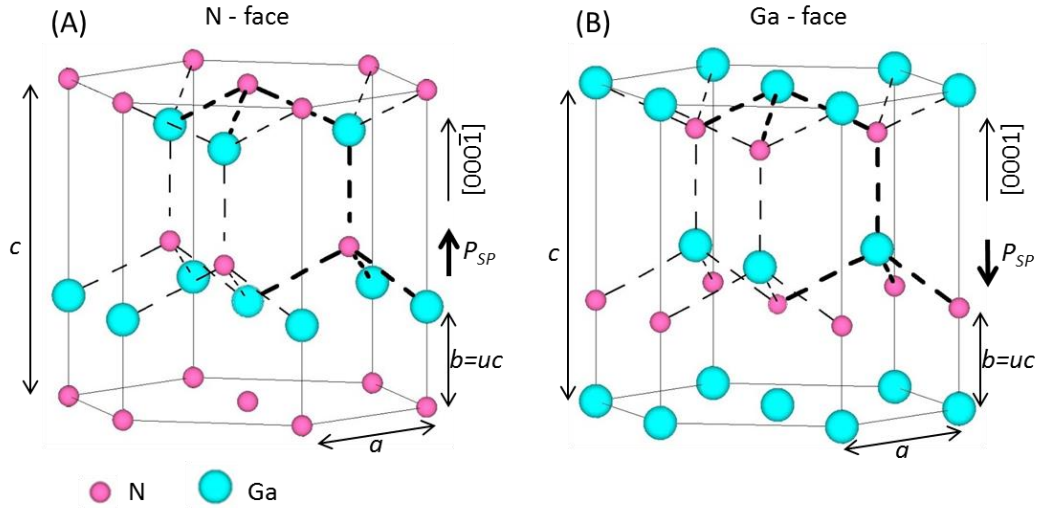 (A)
N - face
(B)
Ga - face
c
[0001̄]
P_SP
b=uc
a
c
[0001]
P_SP
b=uc
a
N
Ga